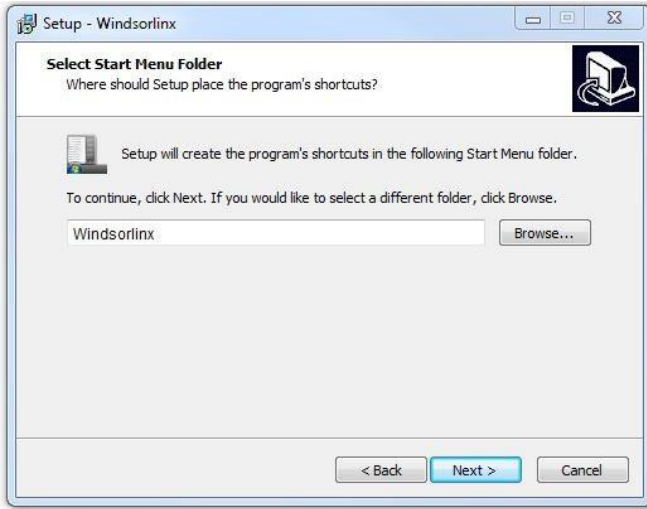 Setup - Windsorlinx
Select Start Menu Folder
Where should Setup place the program's shortcuts?
Setup will create the program's shortcuts in the following Start Menu folder.
To continue, click Next. If you would like to select a different folder, click Browse.
Windsorlinx
Browse...
< Back
Next >
Cancel